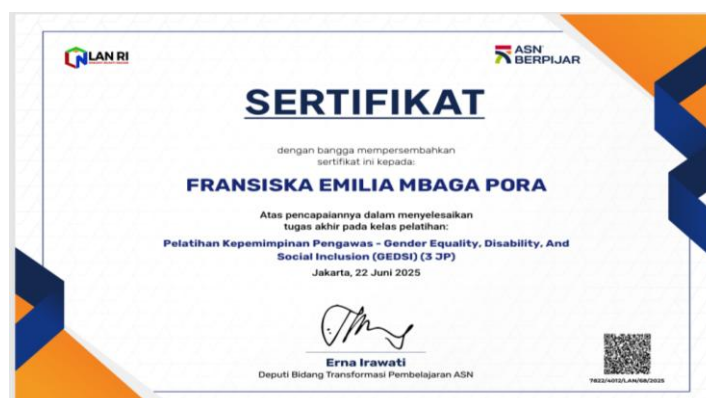 LAN RI
ASN
BERPIJAR
SERTIFIKAT
dengan bangga mempersembahkan
sertifikat ini kepada:
FRANSISKA EMILIA MBAGA PORA
Atas pencapaiannya dalam menyelesaikan
tugas akhir pada kelas pelatihan:
Pelatihan Kepemimpinan Pengawas - Gender Equality, Disability, And
Social Inclusion (GEDSI) (3 JP)
Jakarta, 22 Juni 2025
Erna Irawati
Deputi Bidang Transformasi Pembelajaran ASN